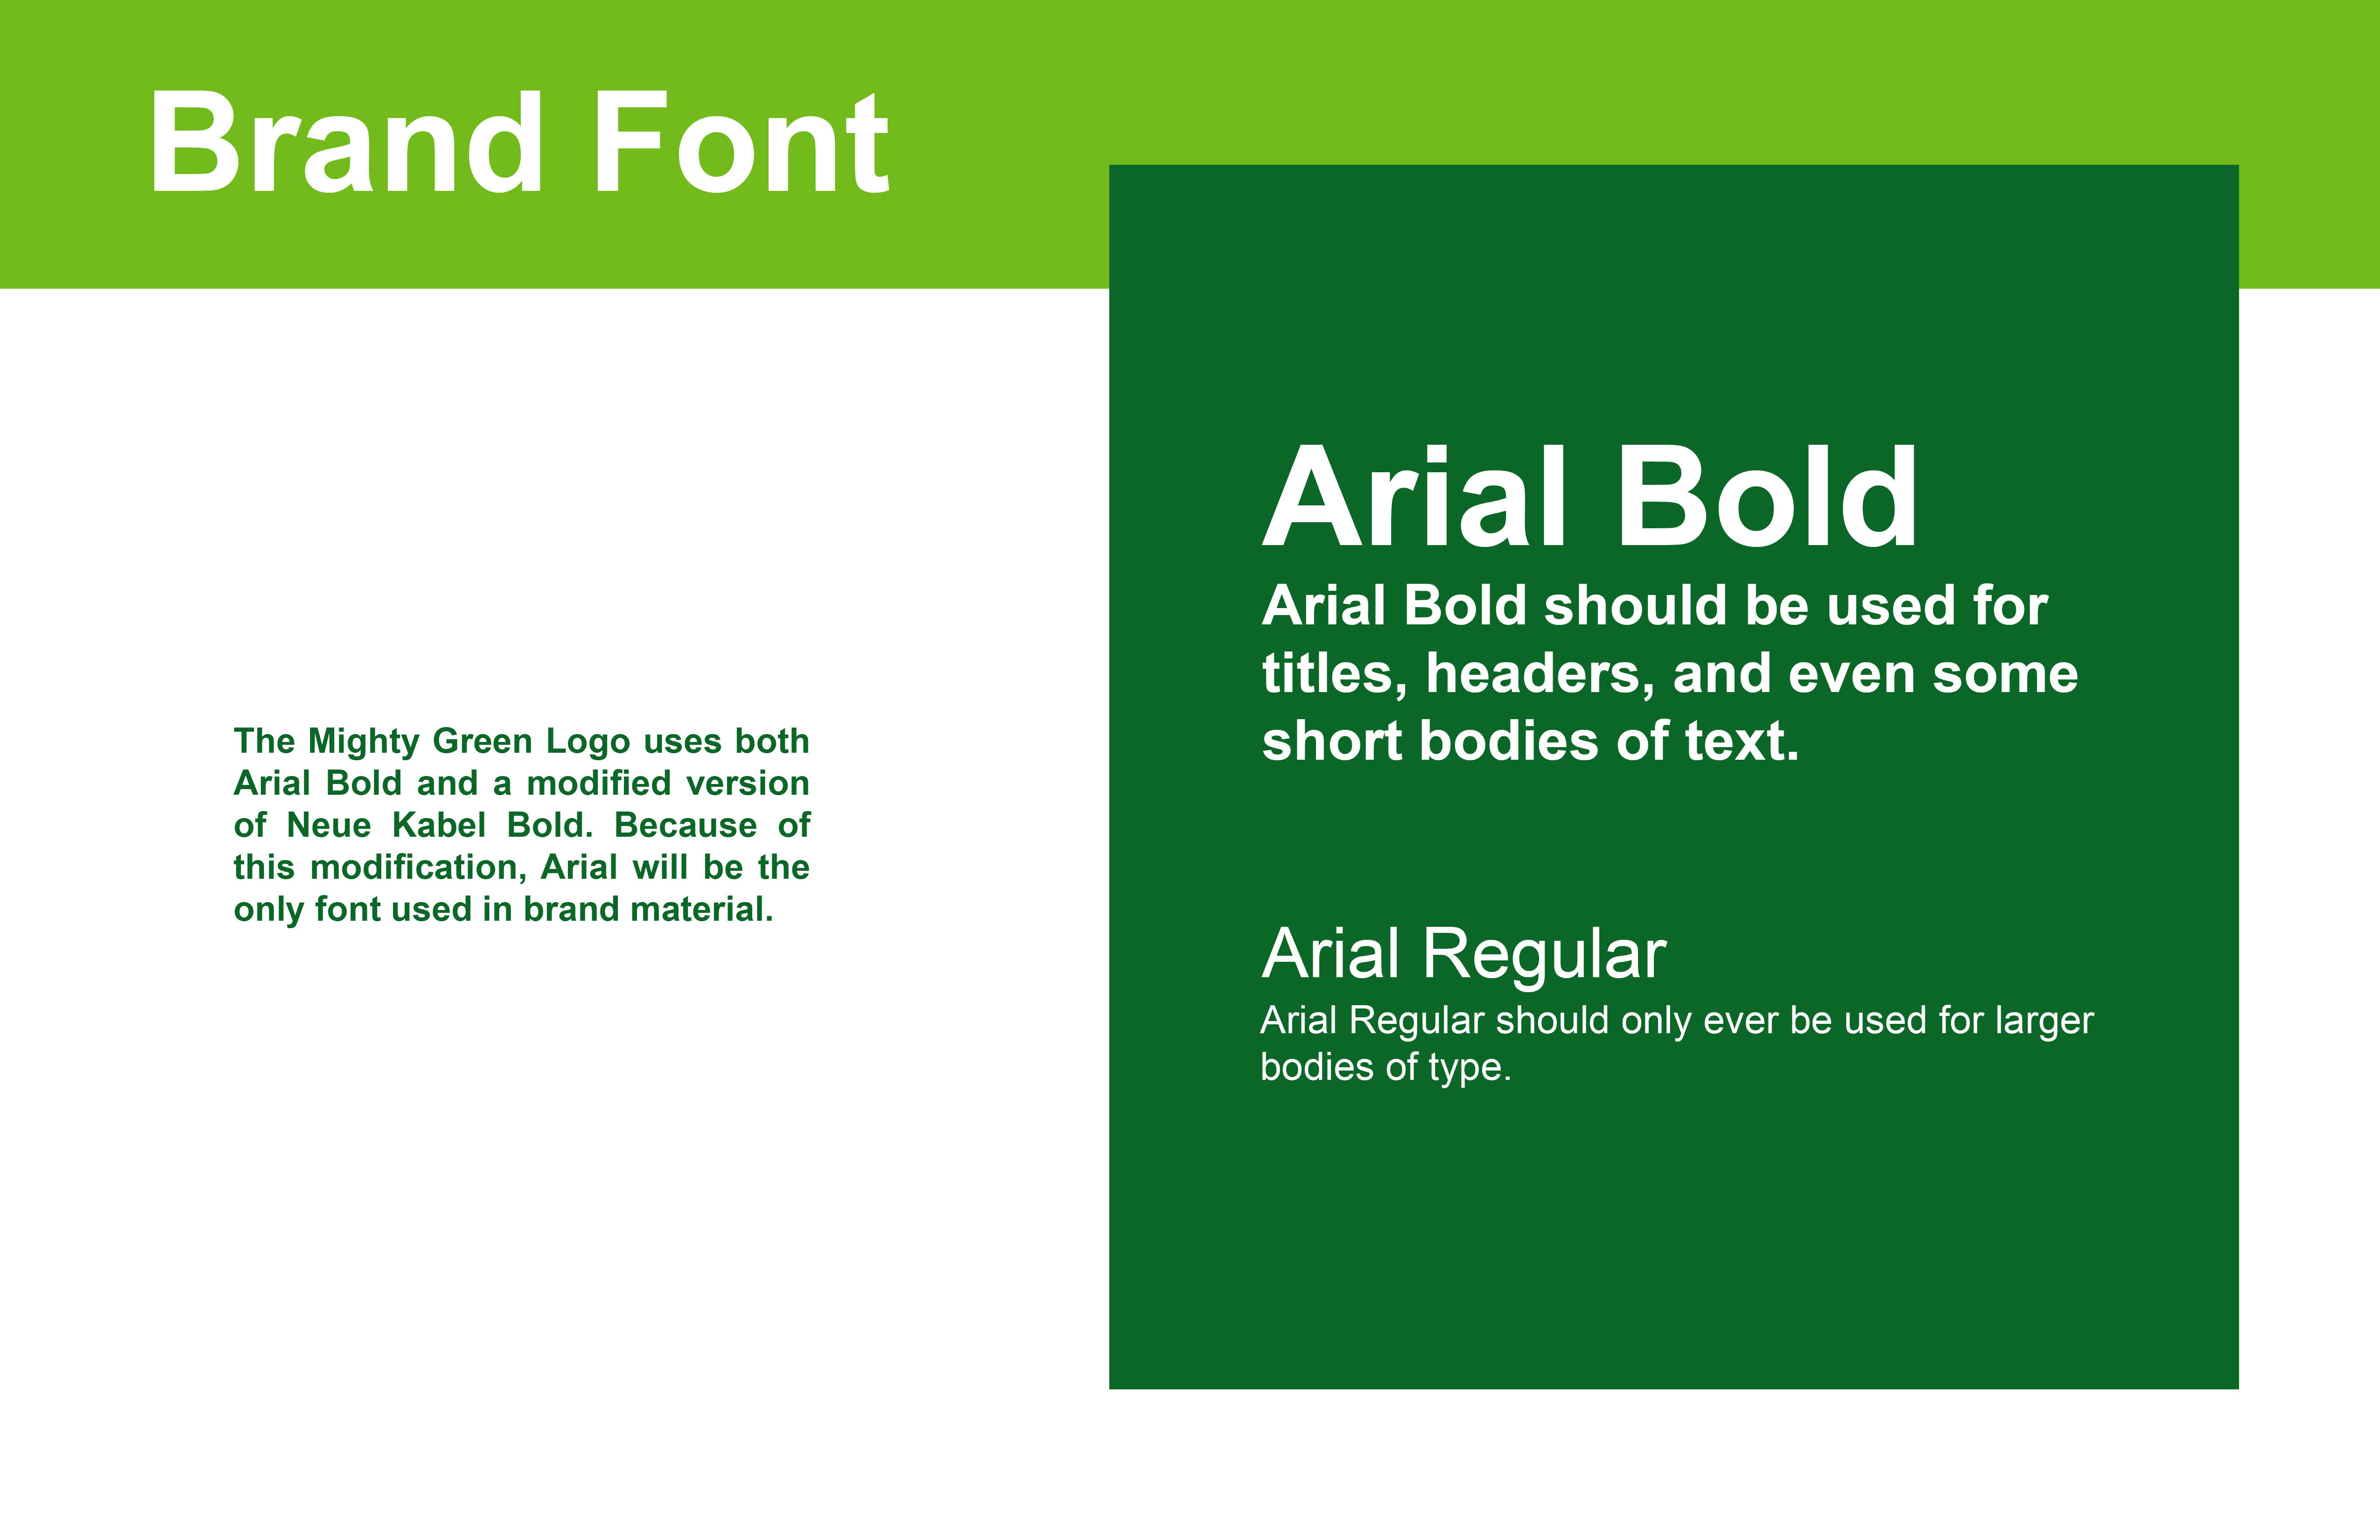 Brand Font
The Mighty Green Logo uses both
Arial Bold and a modified version
of Neue Kabel Bold. Because of
this modification, Arial will be the
only font used in brand material.
Arial Bold
Arial Bold should be used for
titles, headers, and even some
short bodies of text.
Arial Regular
Arial Regular should only ever be used for larger
bodies of type.